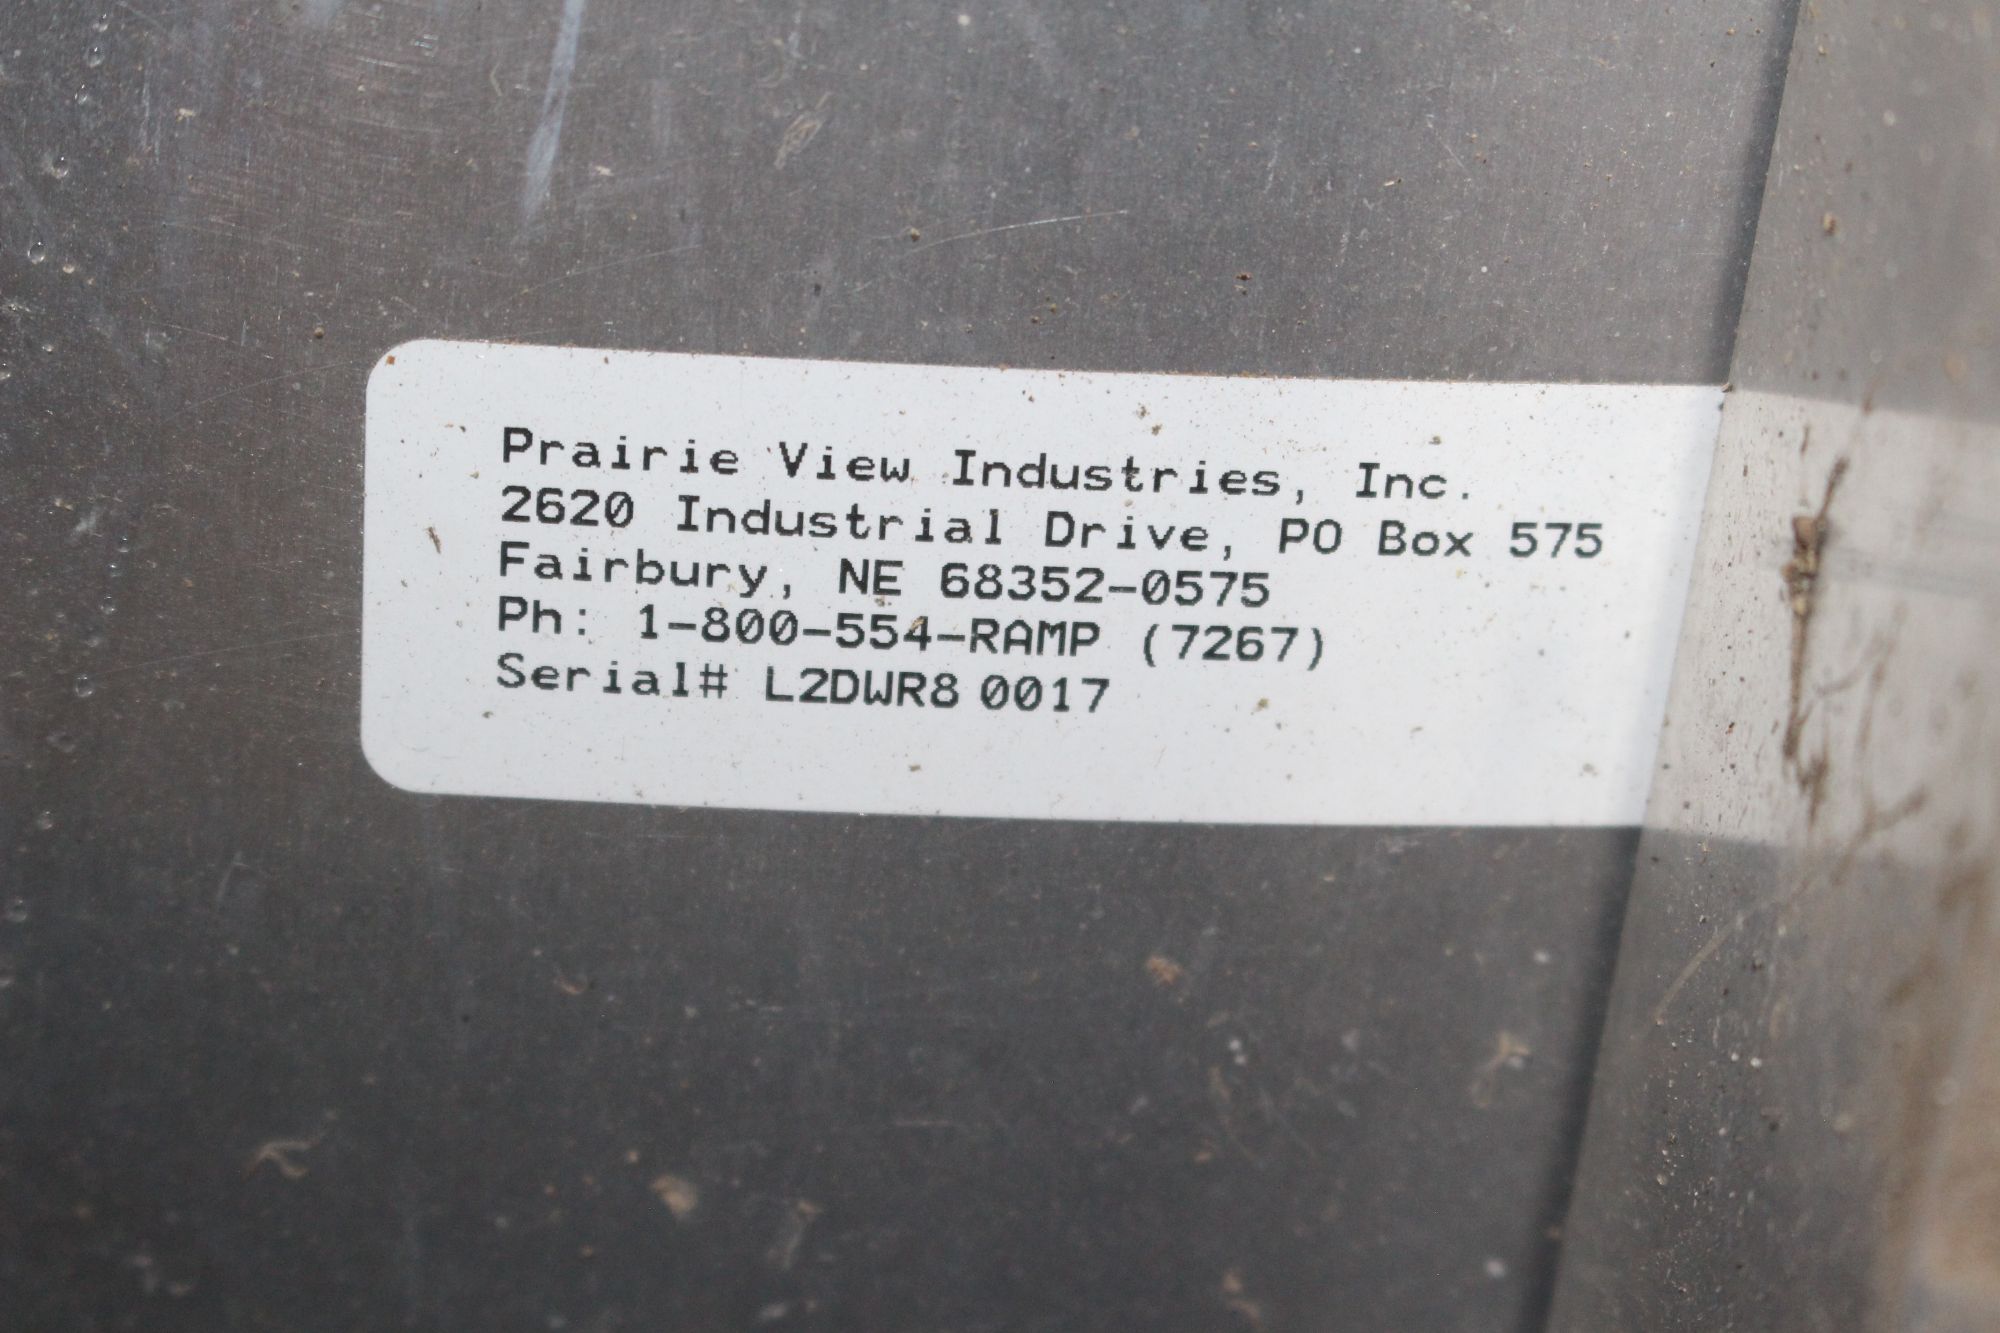 Prairie View Industries, Inc.
2620 Industrial Drive, PO Box 575
Fairbury, NE 68352-0575
Ph: 1-800-554-RAMP (7267)
Serial# L2DWR8 0017